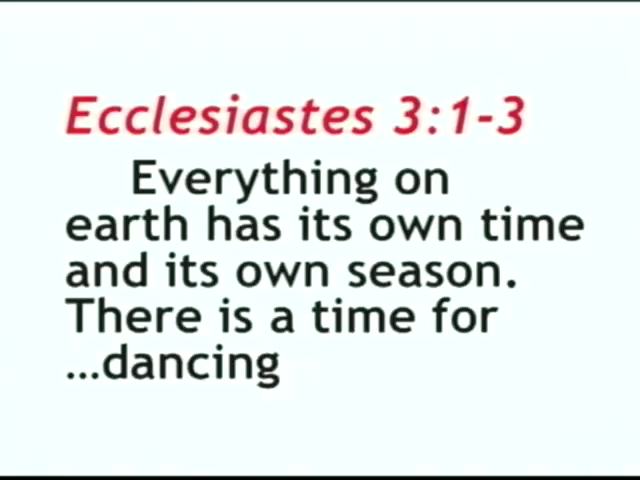 Ecclesiastes 3:1-3
Everything on
earth has its own time
and its own season.
There is a time for
...dancing